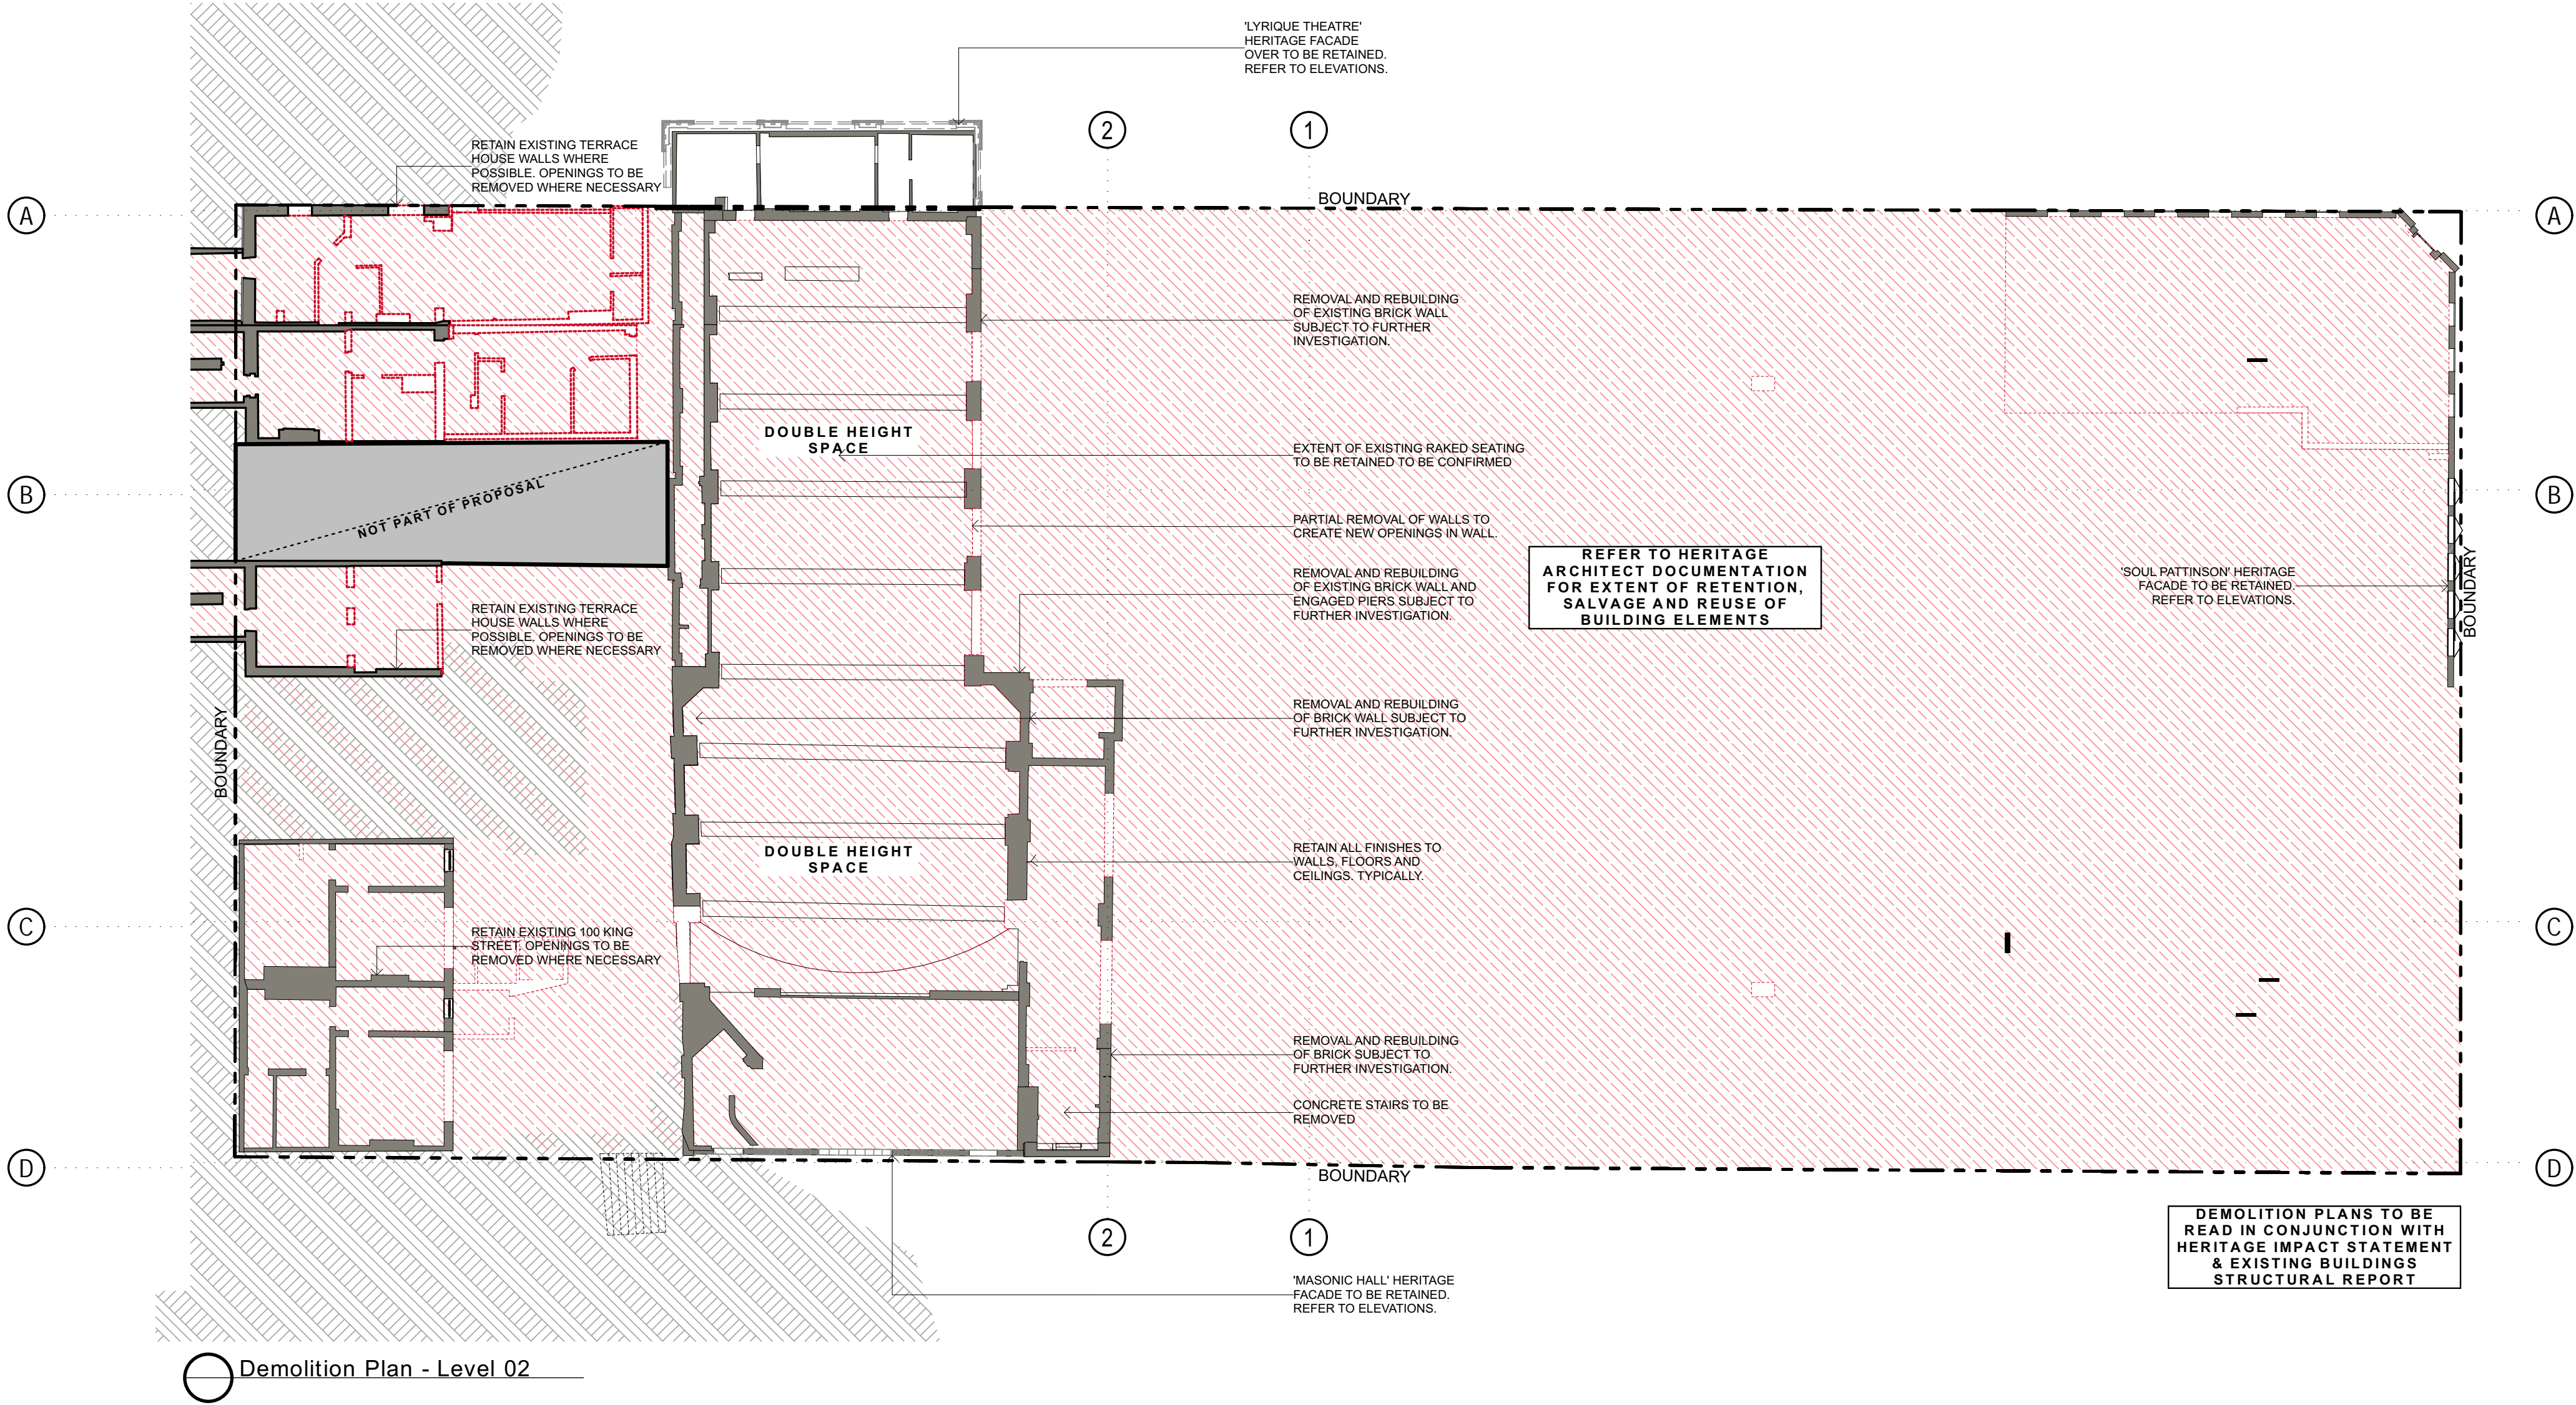 'LYRIQUE THEATRE'
HERITAGE FACADE
OVER TO BE RETAINED.
REFER TO ELEVATIONS.
2
1
RETAIN EXISTING TERRACE
HOUSE WALLS WHERE
POSSIBLE. OPENINGS TO BE
REMOVED WHERE NECESSARY
BOUNDARY
A
A
REMOVAL AND REBUILDING
OF EXISTING BRICK WALL
SUBJECT TO FURTHER
INVESTIGATION.
DOUBLE HEIGHT
SPACE
EXTENT OF EXISTING RAKED SEATING
TO BE RETAINED TO BE CONFIRMED
B
B
NOT PART OF PROPOSAL
PARTIAL REMOVAL OF WALLS TO
CREATE NEW OPENINGS IN WALL.
REFER TO HERITAGE
ARCHITECT DOCUMENTATION
FOR EXTENT OF RETENTION,
SALVAGE AND REUSE OF
BUILDING ELEMENTS
REMOVAL AND REBUILDING
OF EXISTING BRICK WALL AND
ENGAGED PIERS SUBJECT TO
FURTHER INVESTIGATION.
'SOUL PATTINSON' HERITAGE
FACADE TO BE RETAINED.
REFER TO ELEVATIONS.
BOUNDARY
RETAIN EXISTING TERRACE
HOUSE WALLS WHERE
POSSIBLE. OPENINGS TO BE
REMOVED WHERE NECESSARY
BOUNDARY
REMOVAL AND REBUILDING
OF BRICK WALL SUBJECT TO
FURTHER INVESTIGATION.
DOUBLE HEIGHT
SPACE
RETAIN ALL FINISHES TO
WALLS, FLOORS AND
CEILINGS. TYPICALLY.
C
C
RETAIN EXISTING 100 KING
STREET. OPENINGS TO BE
REMOVED WHERE NECESSARY
REMOVAL AND REBUILDING
OF BRICK SUBJECT TO
FURTHER INVESTIGATION.
CONCRETE STAIRS TO BE
REMOVED
D
D
BOUNDARY
2
1
DEMOLITION PLANS TO BE
READ IN CONJUNCTION WITH
HERITAGE IMPACT STATEMENT
& EXISTING BUILDINGS
STRUCTURAL REPORT
'MASONIC HALL' HERITAGE
FACADE TO BE RETAINED.
REFER TO ELEVATIONS.
Demolition Plan - Level 02